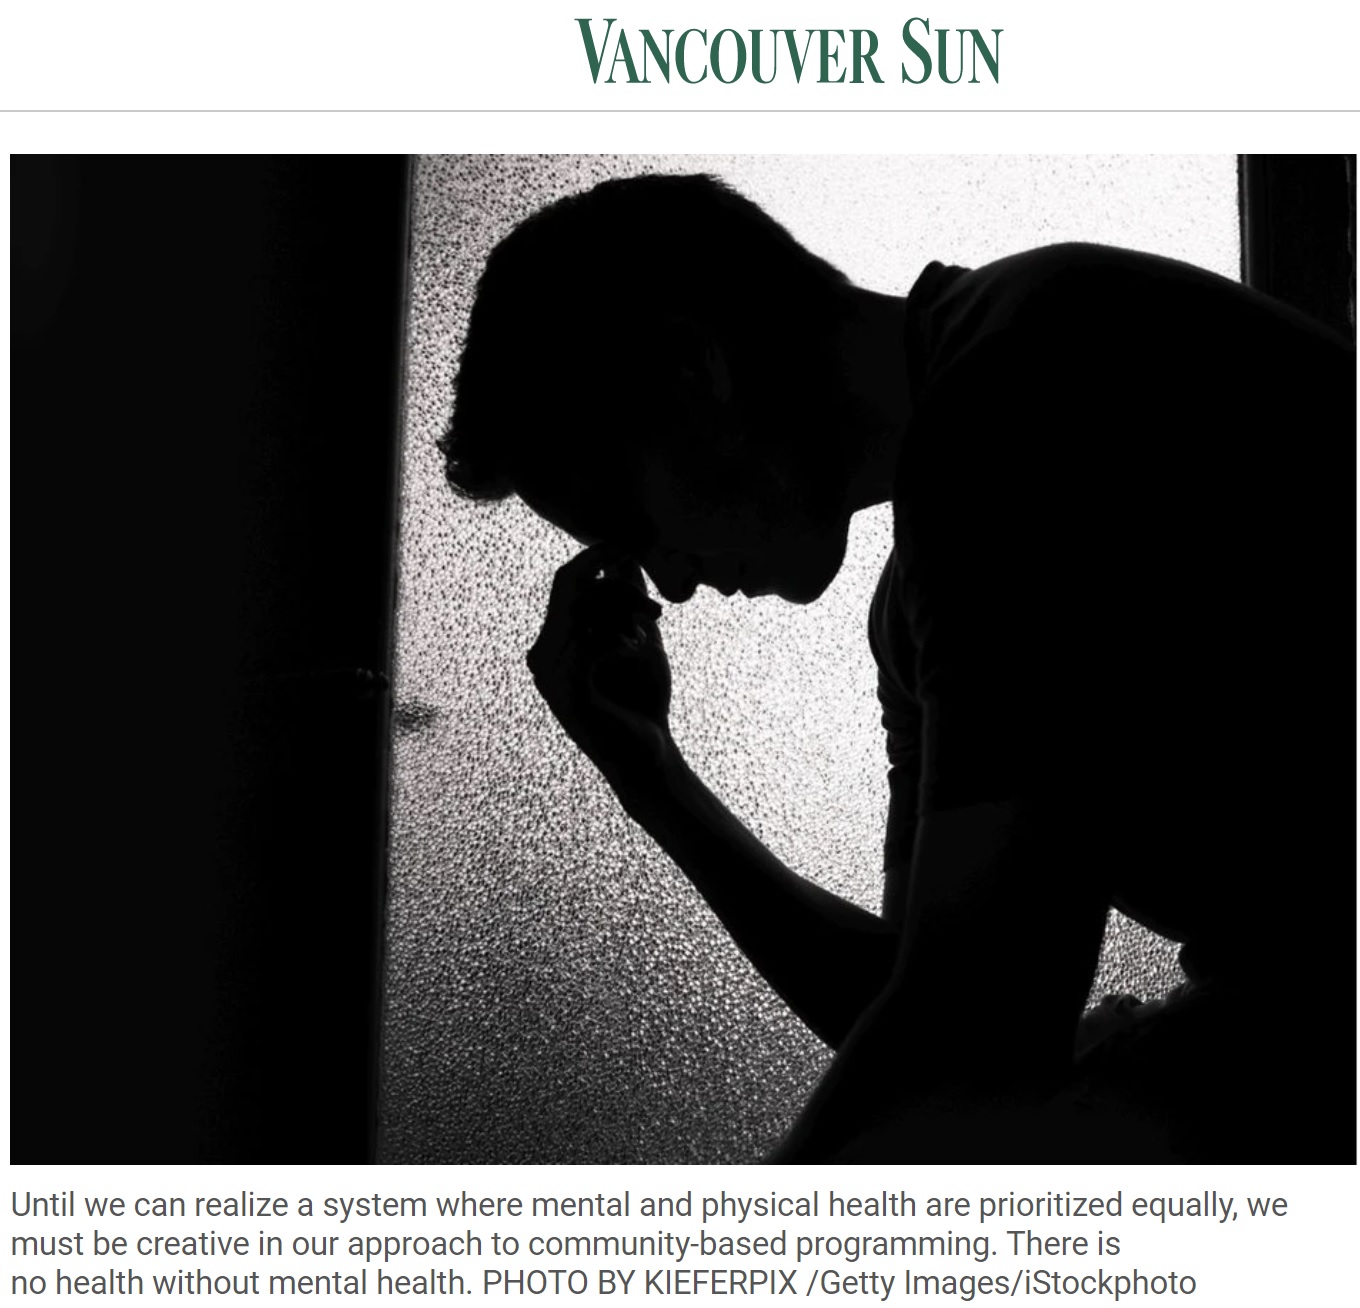 VANCOUVER SUN
Until we can realize a system where mental and physical health are prioritized equally, we
must be creative in our approach to community-based programming. There is
no health without mental health. PHOTO BY KIEFERPIX /Getty Images/iStockphoto